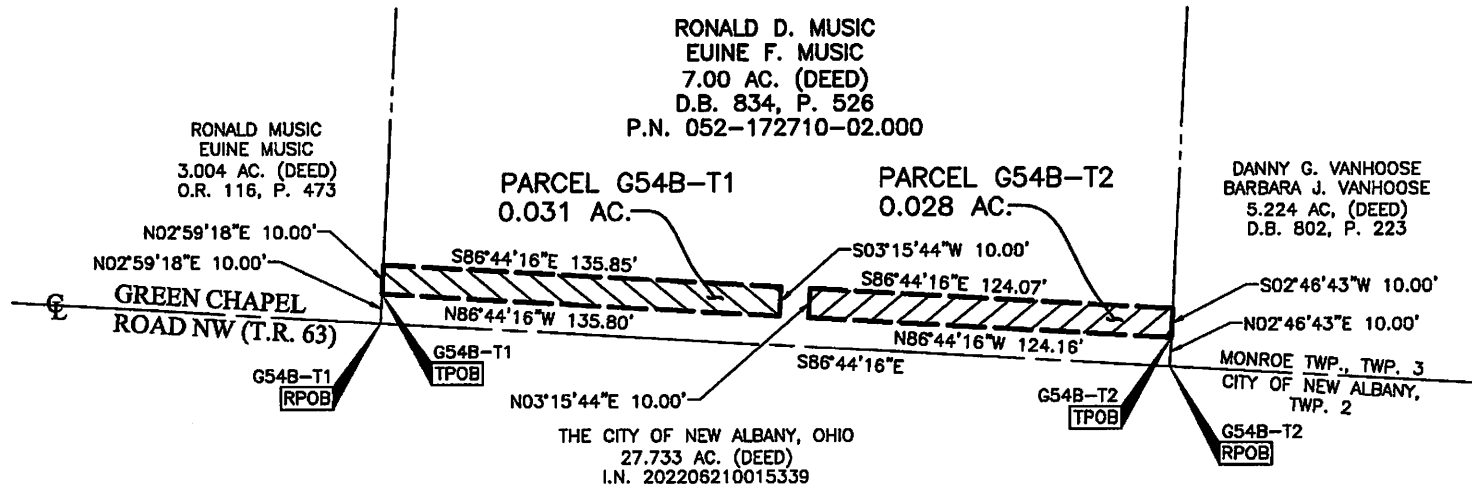 RONALD D. MUSIC
EUINE F. MUSIC
7.00 AC. (DEED)
D.B. 834, P. 526
P.N. 052-172710-02.000
RONALD MUSIC
EUINE MUSIC
3.004 AC. (DEED)
O.R. 116, P. 473
PARCEL G54B-T1
0.031 AC.
PARCEL G54B-T2
0.028 AC.
DANNY G. VANHOOSE
BARBARA J. VANHOOSE
5.224 AC, (DEED)
D.B. 802, P. 223
N02°59'18"E 10.00'
N02°59'18"E 10.00'
S86°44'16"E 135.85'
N86°44'16"W 135.80'
S03°15'44"W 10.00'
S86°44'16"E 124.07'
N86°44'16"W 124.16'
S02°46'43"W 10.00'
N02°46'43"E 10.00'
℄ GREEN CHAPEL
ROAD NW (T.R. 63)
S86°44'16"E
MONROE TWP., TWP. 3
CITY OF NEW ALBANY,
TWP. 2
G54B-T1
TPOB
G54B-T1
RPOB
N03°15'44"E 10.00'
G54B-T2
TPOB
G54B-T2
RPOB
THE CITY OF NEW ALBANY, OHIO
27.733 AC. (DEED)
I.N. 202206210015339